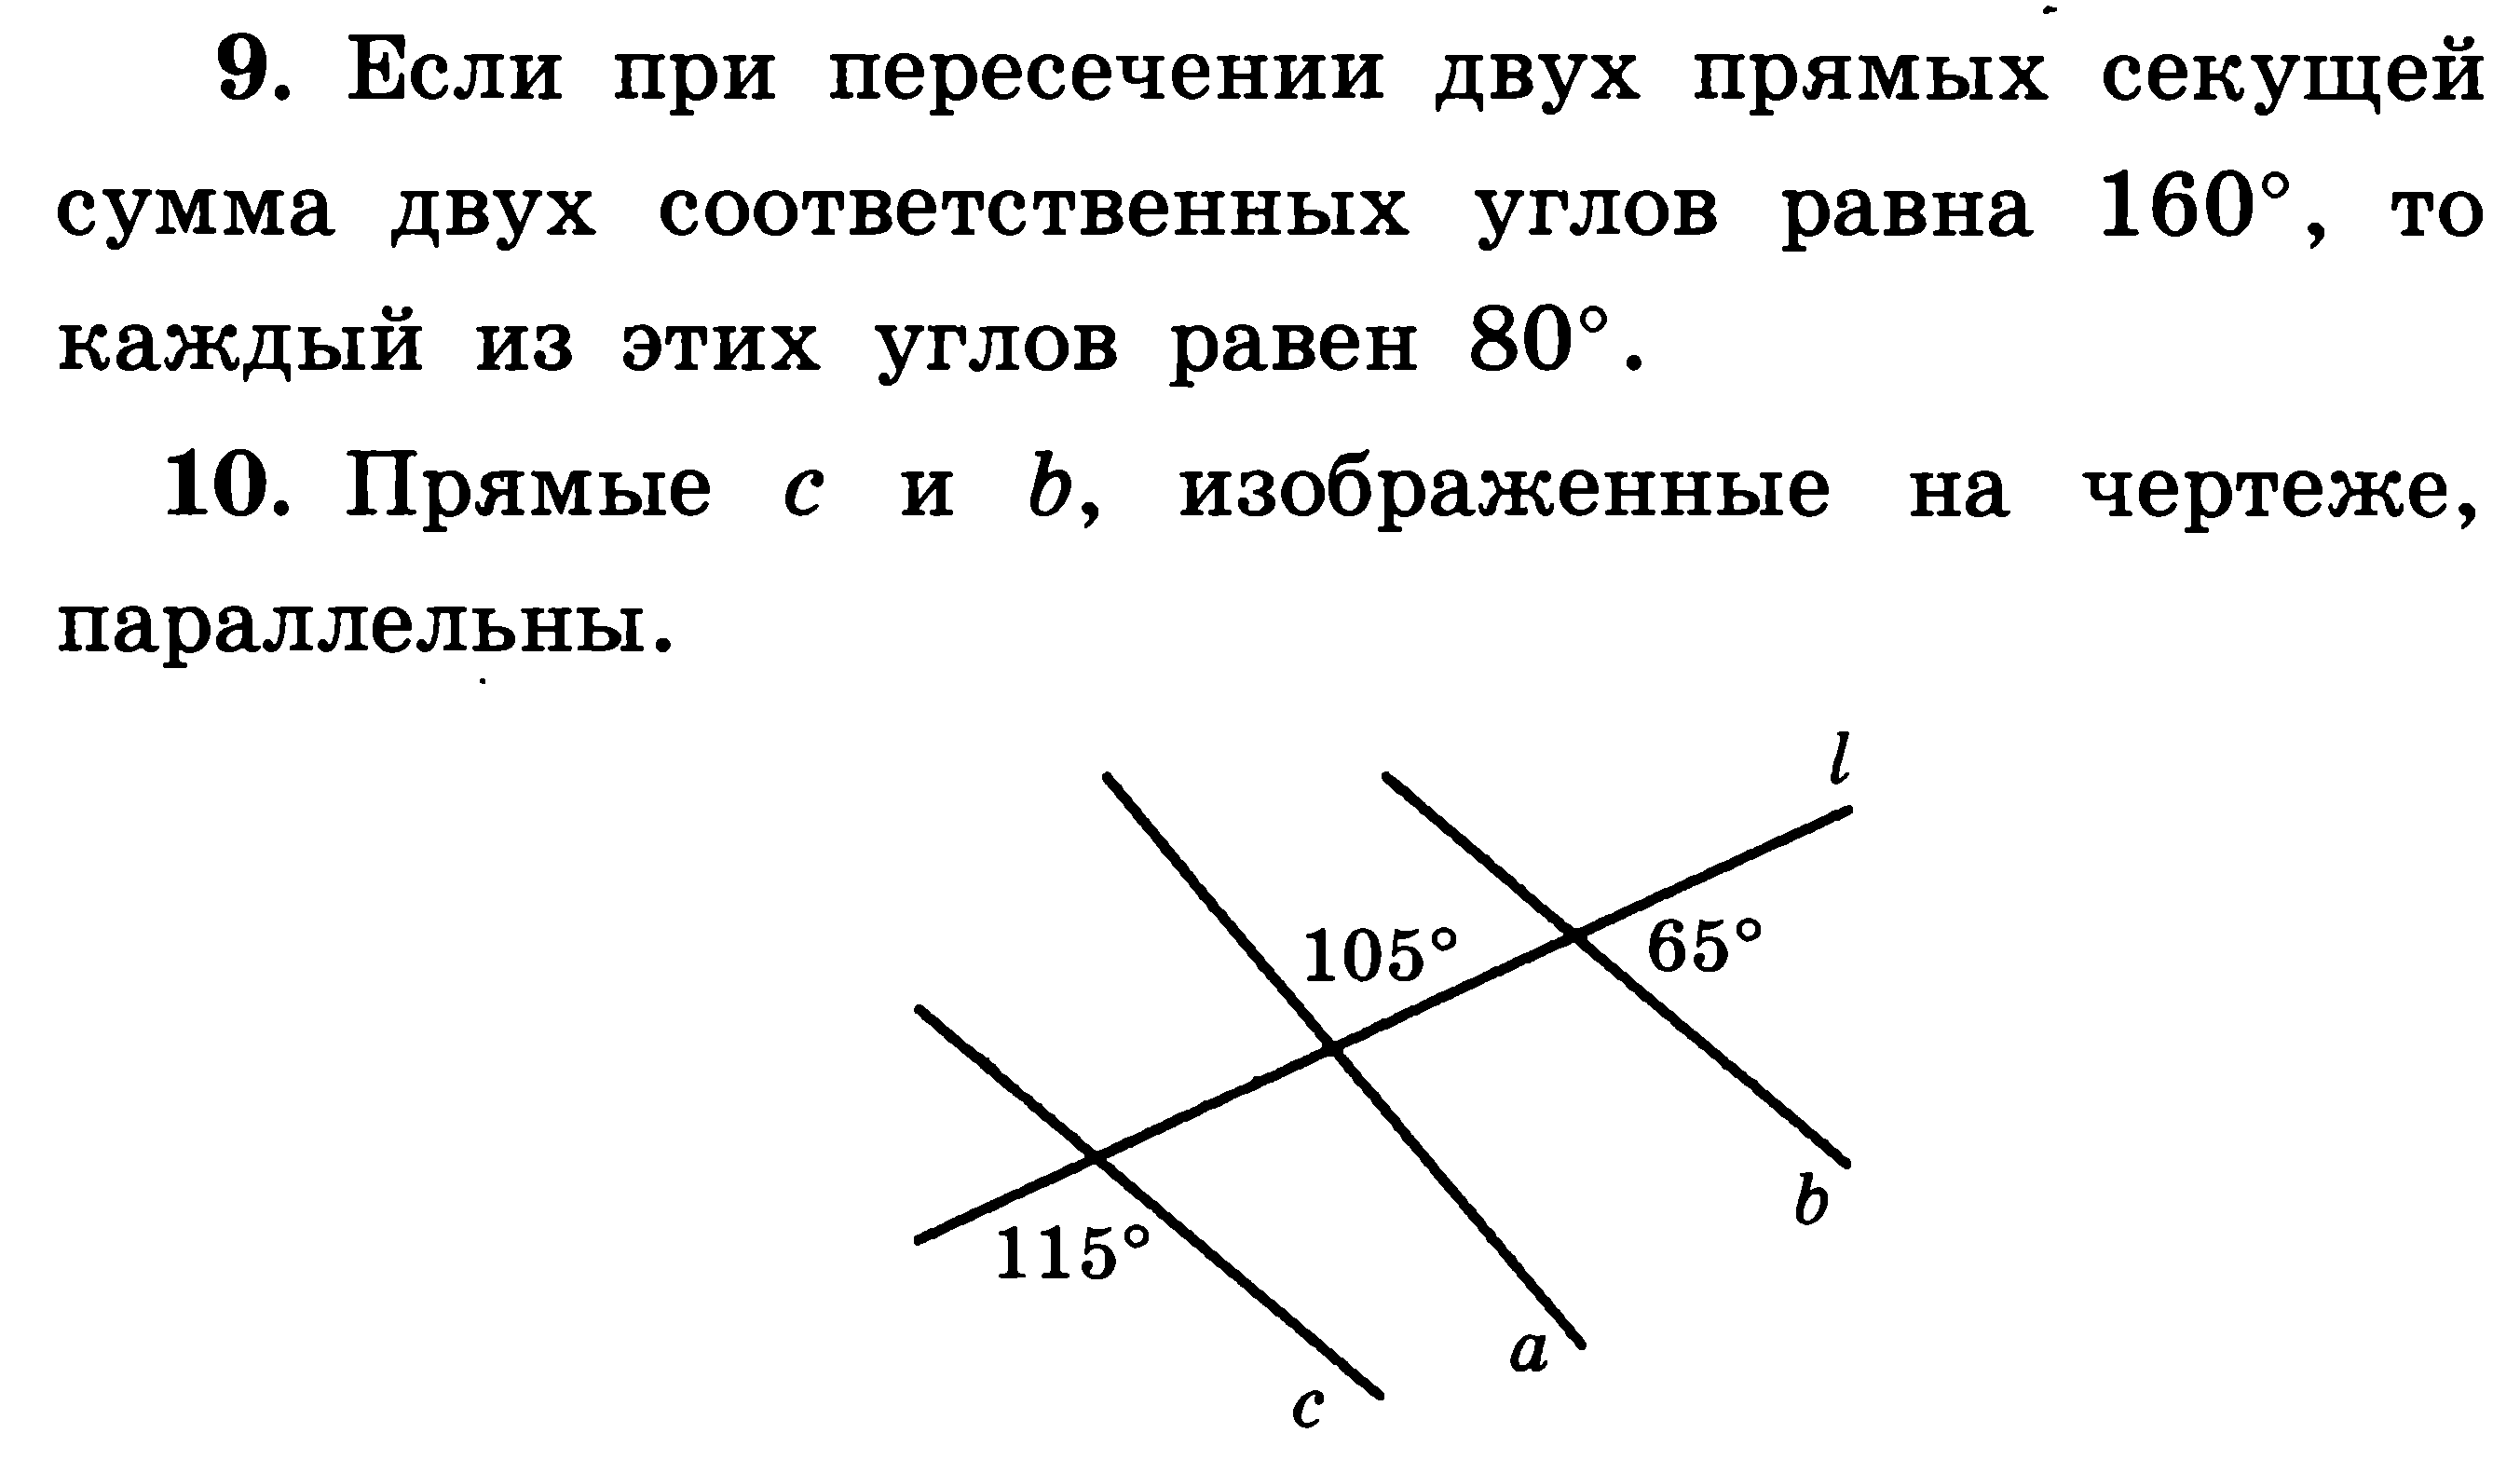 9. Если при пересечении двух прямых секущей
сумма двух соответственных углов равна 160°, то
каждый из этих углов равен 80°.
10. Прямые c и b, изображенные на чертеже,
параллельны.
l
105°
65°
115°
b
a
c